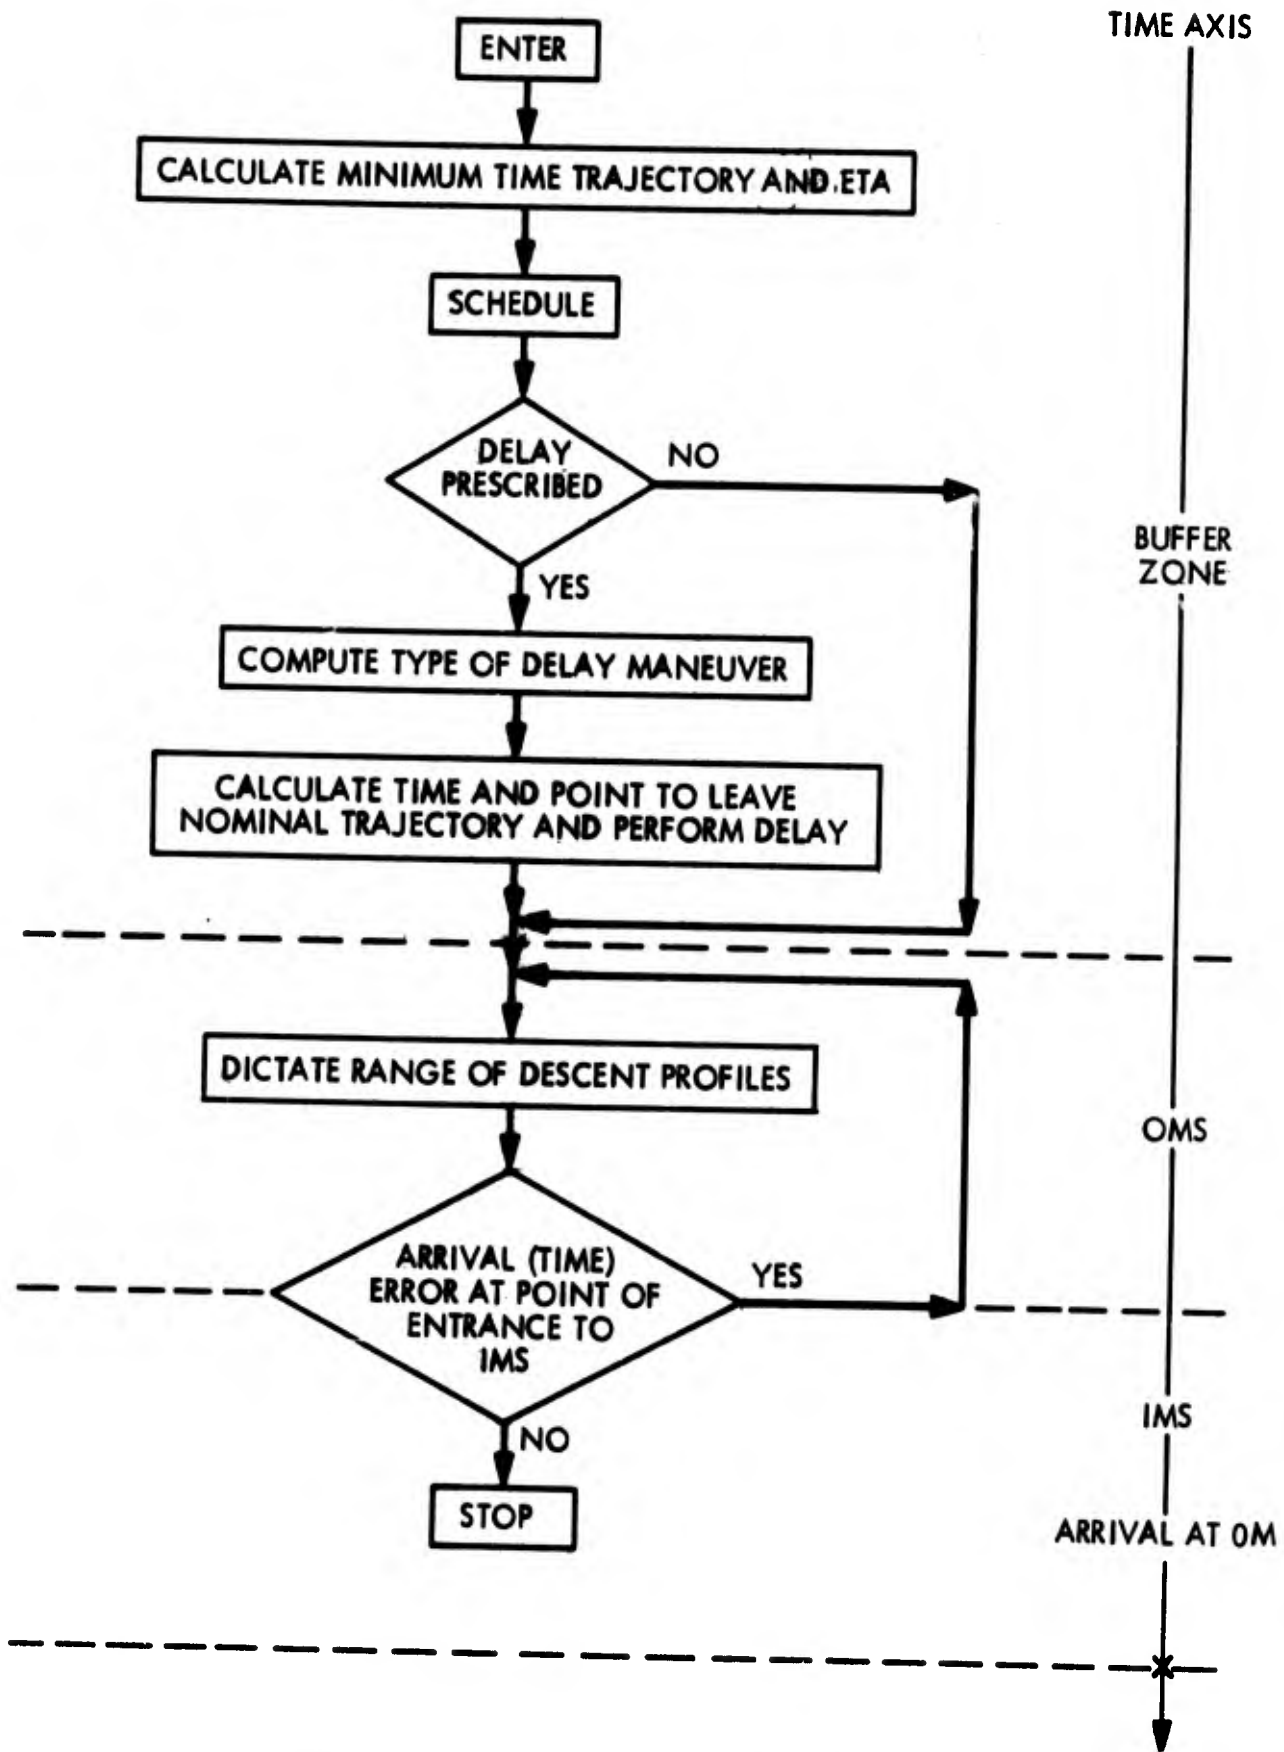 TIME AXIS
ENTER
CALCULATE MINIMUM TIME TRAJECTORY AND ETA
SCHEDULE
DELAY
PRESCRIBED
NO
BUFFER
ZONE
YES
COMPUTE TYPE OF DELAY MANEUVER
CALCULATE TIME AND POINT TO LEAVE
NOMINAL TRAJECTORY AND PERFORM DELAY
DICTATE RANGE OF DESCENT PROFILES
OMS
ARRIVAL (TIME)
ERROR AT POINT OF
ENTRANCE TO
IMS
YES
IMS
NO
STOP
ARRIVAL AT OM